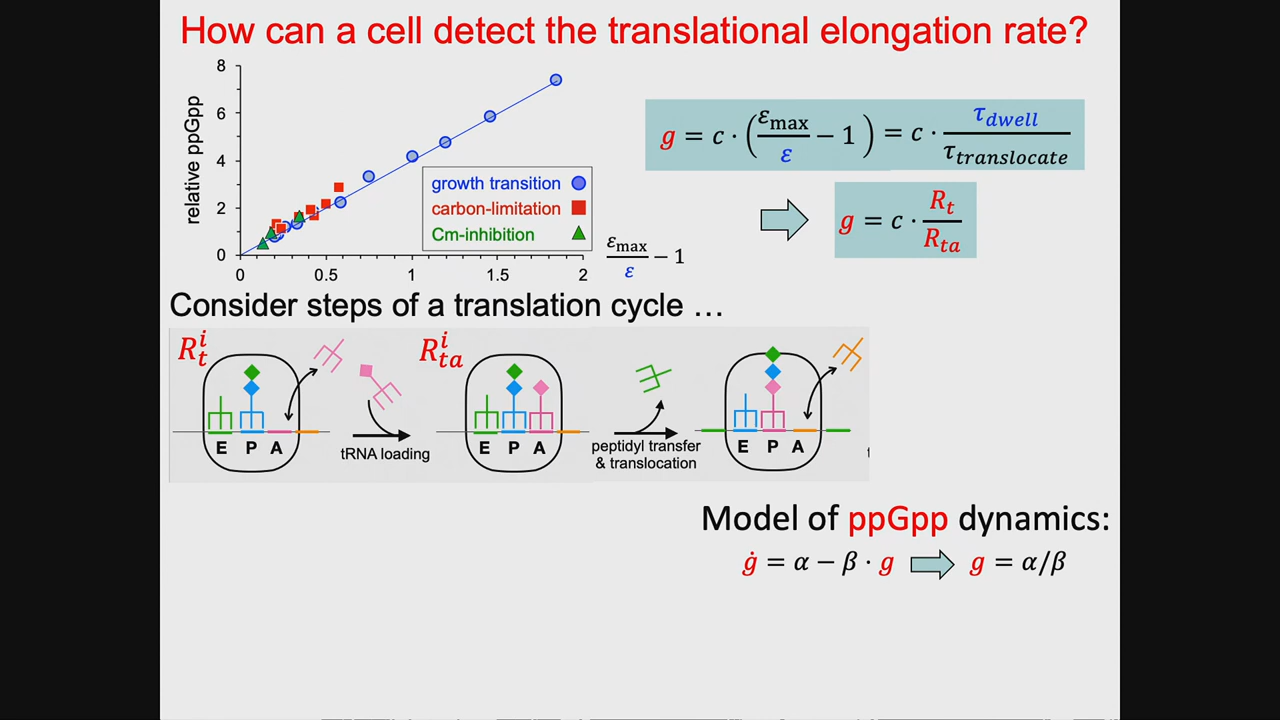 How can a cell detect the translational elongation rate?
relative ppGpp
8
6
4
2
0
0 0.5 1 1.5 2
growth transition
carbon-limitation
Cm-inhibition
ε_max/ε − 1
g = c · (ε_max/ε − 1) = c · τ_dwell/τ_translocate
g = c · R_t/R_ta
Consider steps of a translation cycle …
R_t^i
R_ta^i
E P A
tRNA loading
E P A
peptidyl transfer
& translocation
E P A
Model of ppGpp dynamics:
ġ = α − β · g g = α/β